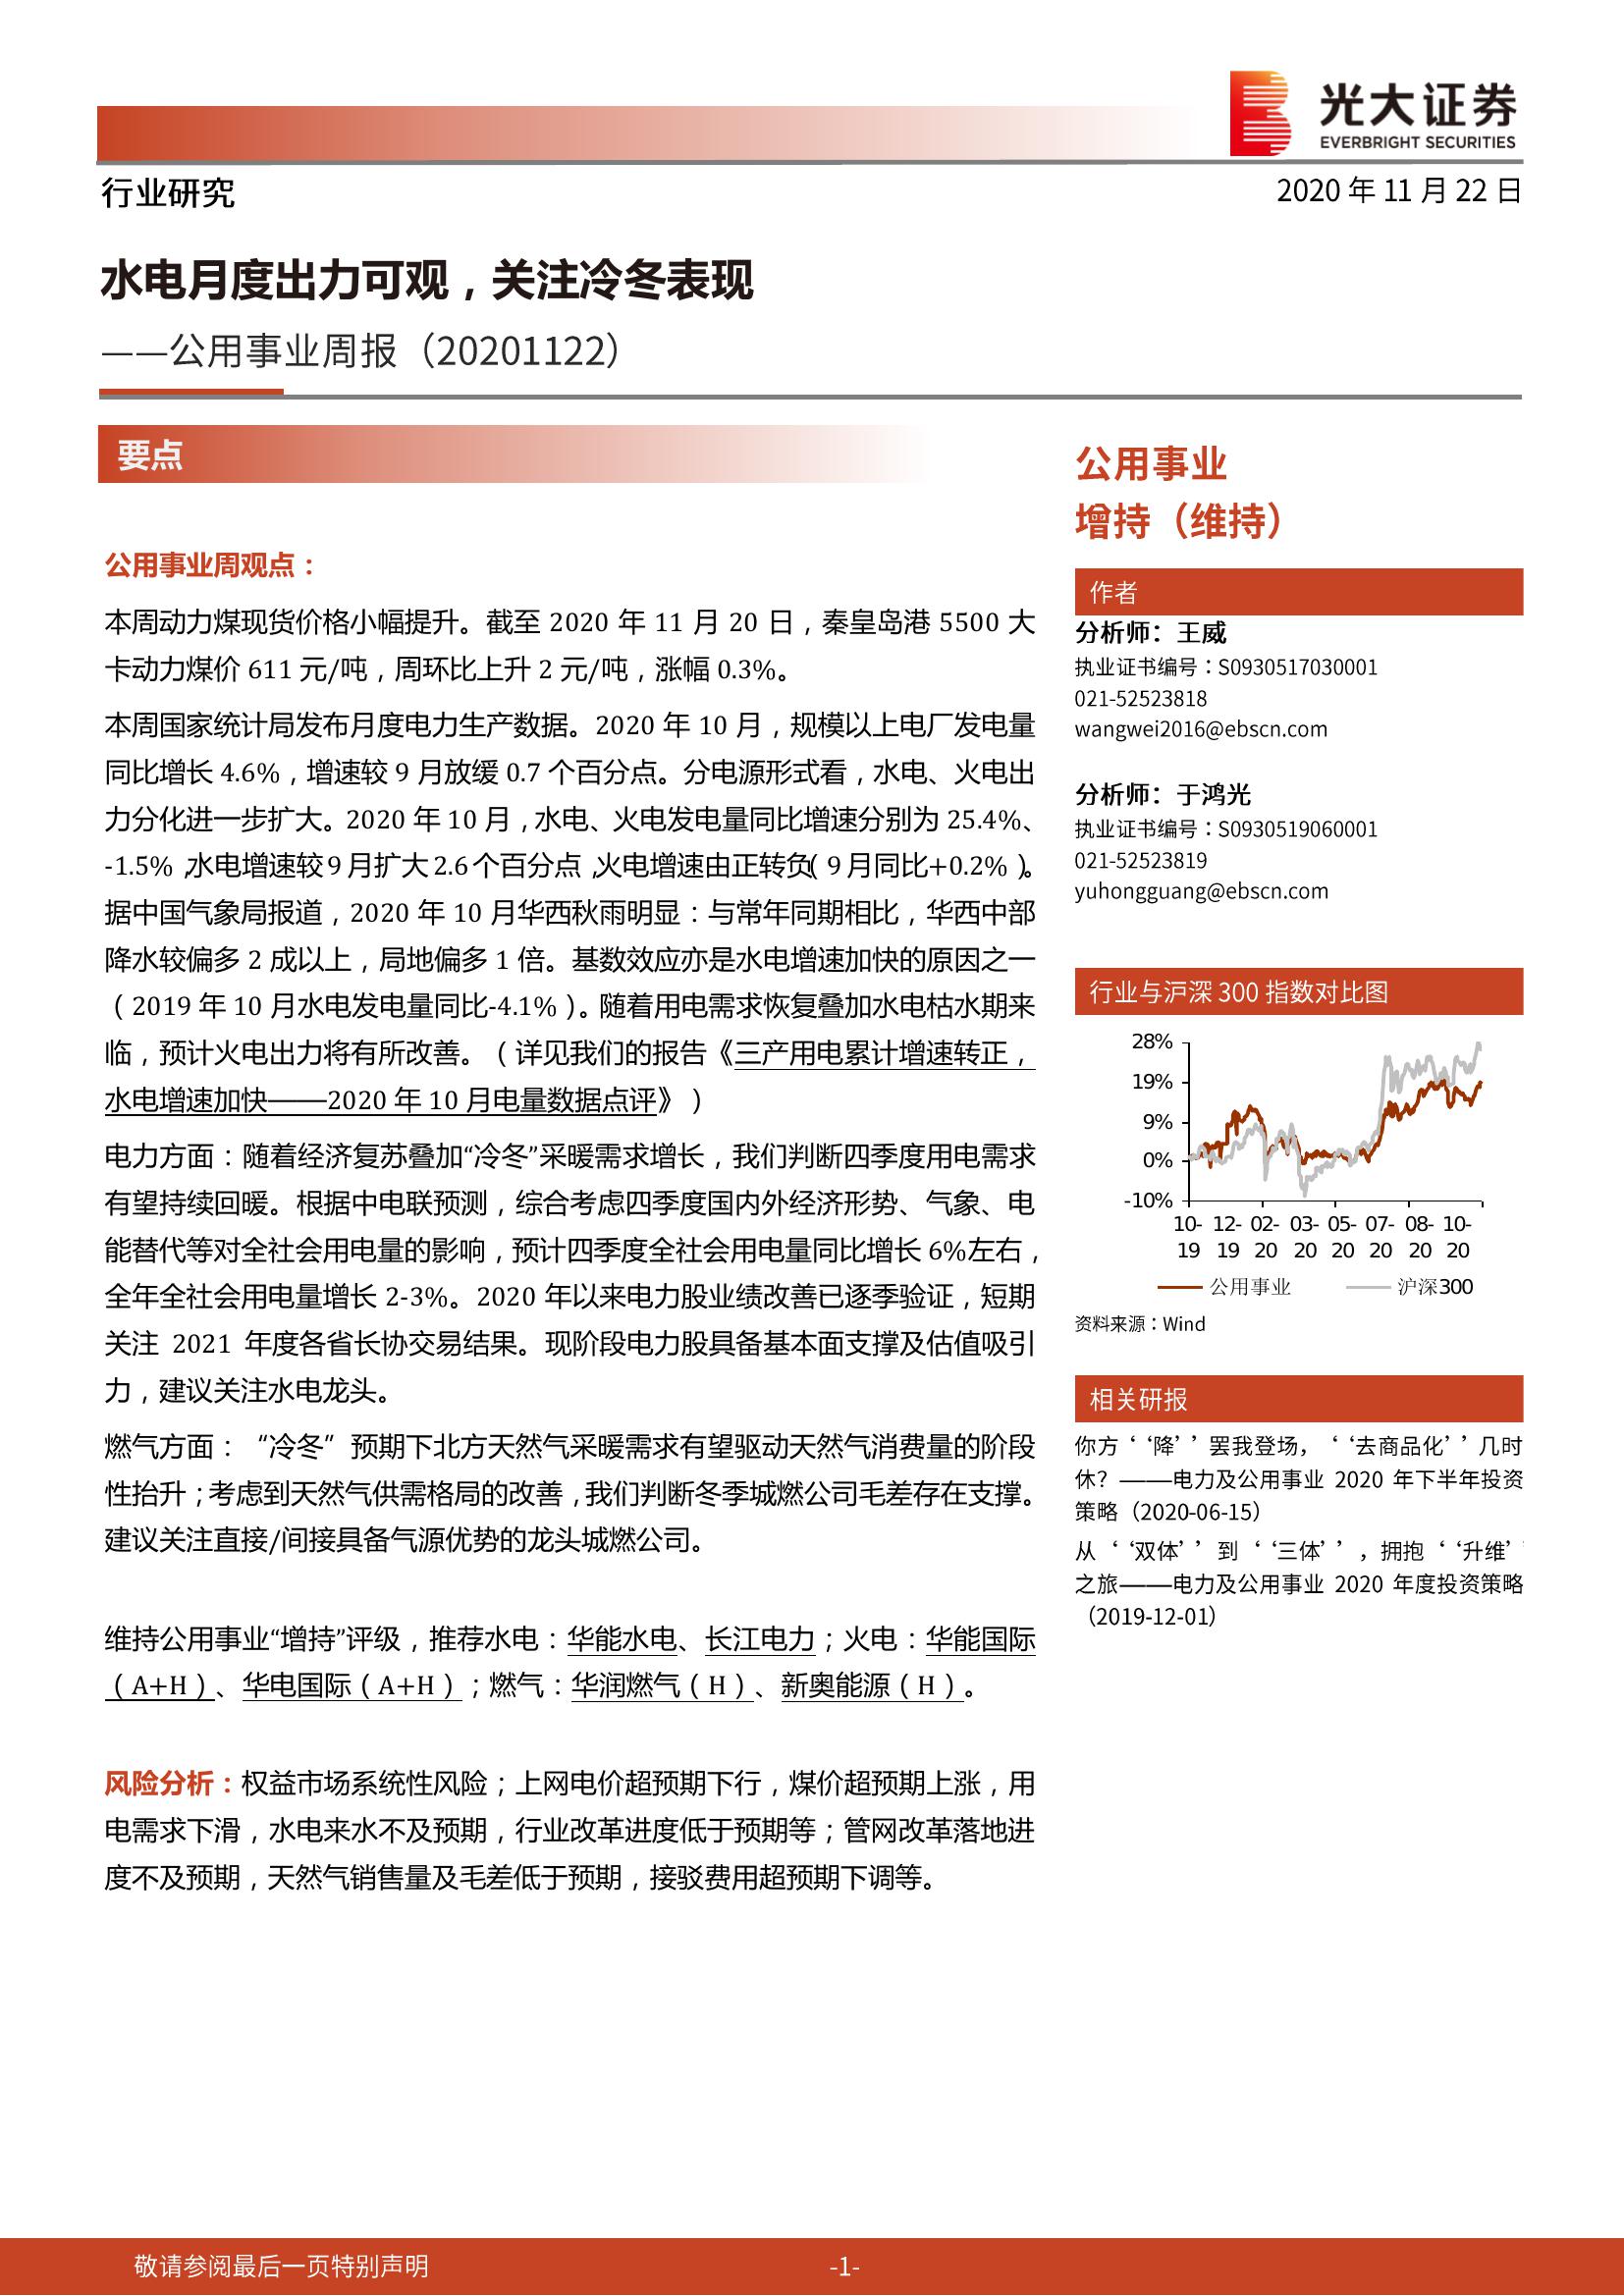 光大证券
EVERBRIGHT SECURITIES
行业研究
2020 年 11 月 22 日
水电月度出力可观，关注冷冬表现
——公用事业周报（20201122）
要点
公用事业周观点：
本周动力煤现货价格小幅提升。截至 2020 年 11 月 20 日，秦皇岛港 5500 大
卡动力煤价 611 元/吨，周环比上升 2 元/吨，涨幅 0.3%。
本周国家统计局发布月度电力生产数据。2020 年 10 月，规模以上电厂发电量
同比增长 4.6%，增速较 9 月放缓 0.7 个百分点。分电源形式看，水电、火电出
力分化进一步扩大。2020 年 10 月，水电、火电发电量同比增速分别为 25.4%、
-1.5%，水电增速较 9 月扩大 2.6 个百分点，火电增速由正转负（9 月同比+0.2%）。
据中国气象局报道，2020 年 10 月华西秋雨明显：与常年同期相比，华西中部
降水较偏多 2 成以上，局地偏多 1 倍。基数效应亦是水电增速加快的原因之一
（2019 年 10 月水电发电量同比-4.1%）。随着用电需求恢复叠加水电枯水期来
临，预计火电出力将有所改善。（详见我们的报告《三产用电累计增速转正，
水电增速加快——2020 年 10 月电量数据点评》）
电力方面：随着经济复苏叠加“冷冬”采暖需求增长，我们判断四季度用电需求
有望持续回暖。根据中电联预测，综合考虑四季度国内外经济形势、气象、电
能替代等对全社会用电量的影响，预计四季度全社会用电量同比增长 6%左右，
全年全社会用电量增长 2-3%。2020 年以来电力股业绩改善已逐季验证，短期
关注 2021 年度各省长协交易结果。现阶段电力股具备基本面支撑及估值吸引
力，建议关注水电龙头。
燃气方面：“冷冬”预期下北方天然气采暖需求有望驱动天然气消费量的阶段
性抬升；考虑到天然气供需格局的改善，我们判断冬季城燃公司毛差存在支撑。
建议关注直接/间接具备气源优势的龙头城燃公司。
维持公用事业“增持”评级，推荐水电：华能水电、长江电力；火电：华能国际
（A+H）、华电国际（A+H）；燃气：华润燃气（H）、新奥能源（H）。
风险分析：权益市场系统性风险；上网电价超预期下行，煤价超预期上涨，用
电需求下滑，水电来水不及预期，行业改革进度低于预期等；管网改革落地进
度不及预期，天然气销售量及毛差低于预期，接驳费用超预期下调等。
公用事业
增持（维持）
作者
分析师：王威
执业证书编号：S0930517030001
021-52523818
wangwei2016@ebscn.com
分析师：于鸿光
执业证书编号：S0930519060001
021-52523819
yuhongguang@ebscn.com
行业与沪深 300 指数对比图
28%
19%
9%
0%
-10%
10- 12- 02- 03- 05- 07- 08- 10-
19 19 20 20 20 20 20 20
公用事业 沪深300
资料来源：Wind
相关研报
你方‘‘降’’罢我登场，‘‘去商品化’’几时
休？——电力及公用事业 2020 年下半年投资
策略（2020-06-15）
从‘‘双体’’到‘‘三体’’，拥抱‘‘升维’’
之旅——电力及公用事业 2020 年度投资策略
（2019-12-01）
敬请参阅最后一页特别声明
-1-